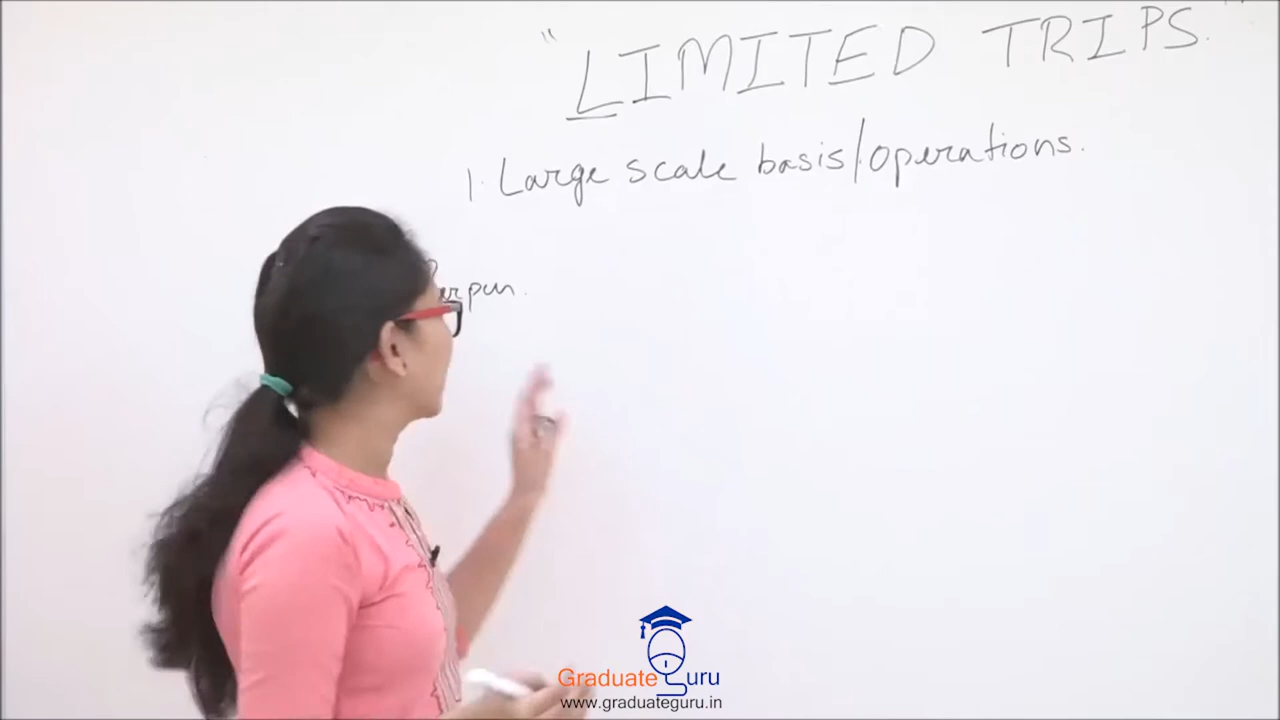 "LIMITED TRIPS."
1. Large scale basis/operations.
Graduate Guru
www.graduateguru.in